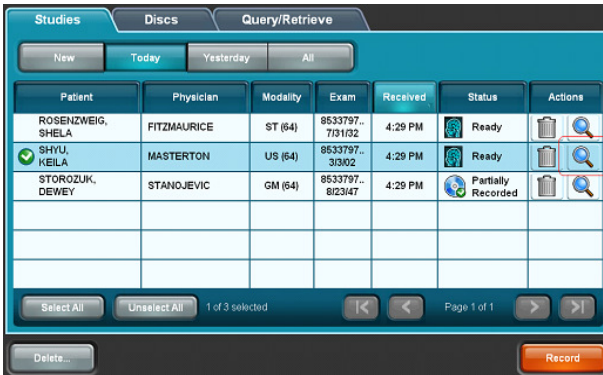 Studies Discs Query/Retrieve
New Today Yesterday All
Patient Physician Modality Exam Received Status Actions
ROSENZWEIG, SHELA FITZMAURICE ST (64) 8533797.. 7/31/32 4:29 PM Ready
SHYU, KEILA MASTERTON US (64) 8533797.. 3/3/02 4:29 PM Ready
STOROZUK, DEWEY STANOJEVIC GM (64) 8533797.. 8/23/47 4:29 PM Partially Recorded
Select All Unselect All 1 of 3 selected Page 1 of 1
Delete... Record